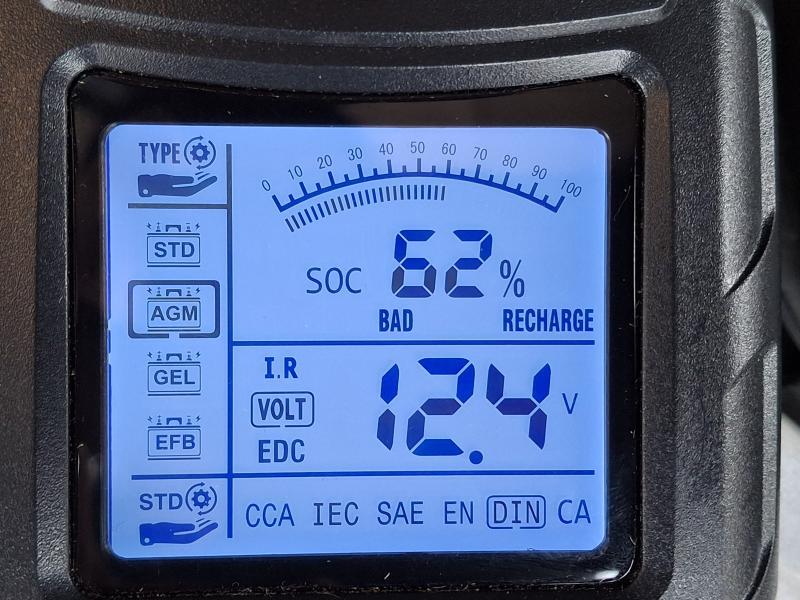 TYPE
0 10 20 30 40 50 60 70 80 90 100
STD
AGM
GEL
EFB
STD
SOC 62 %
BAD RECHARGE
I.R
VOLT
EDC
12.4 V
CCA IEC SAE EN DIN CA